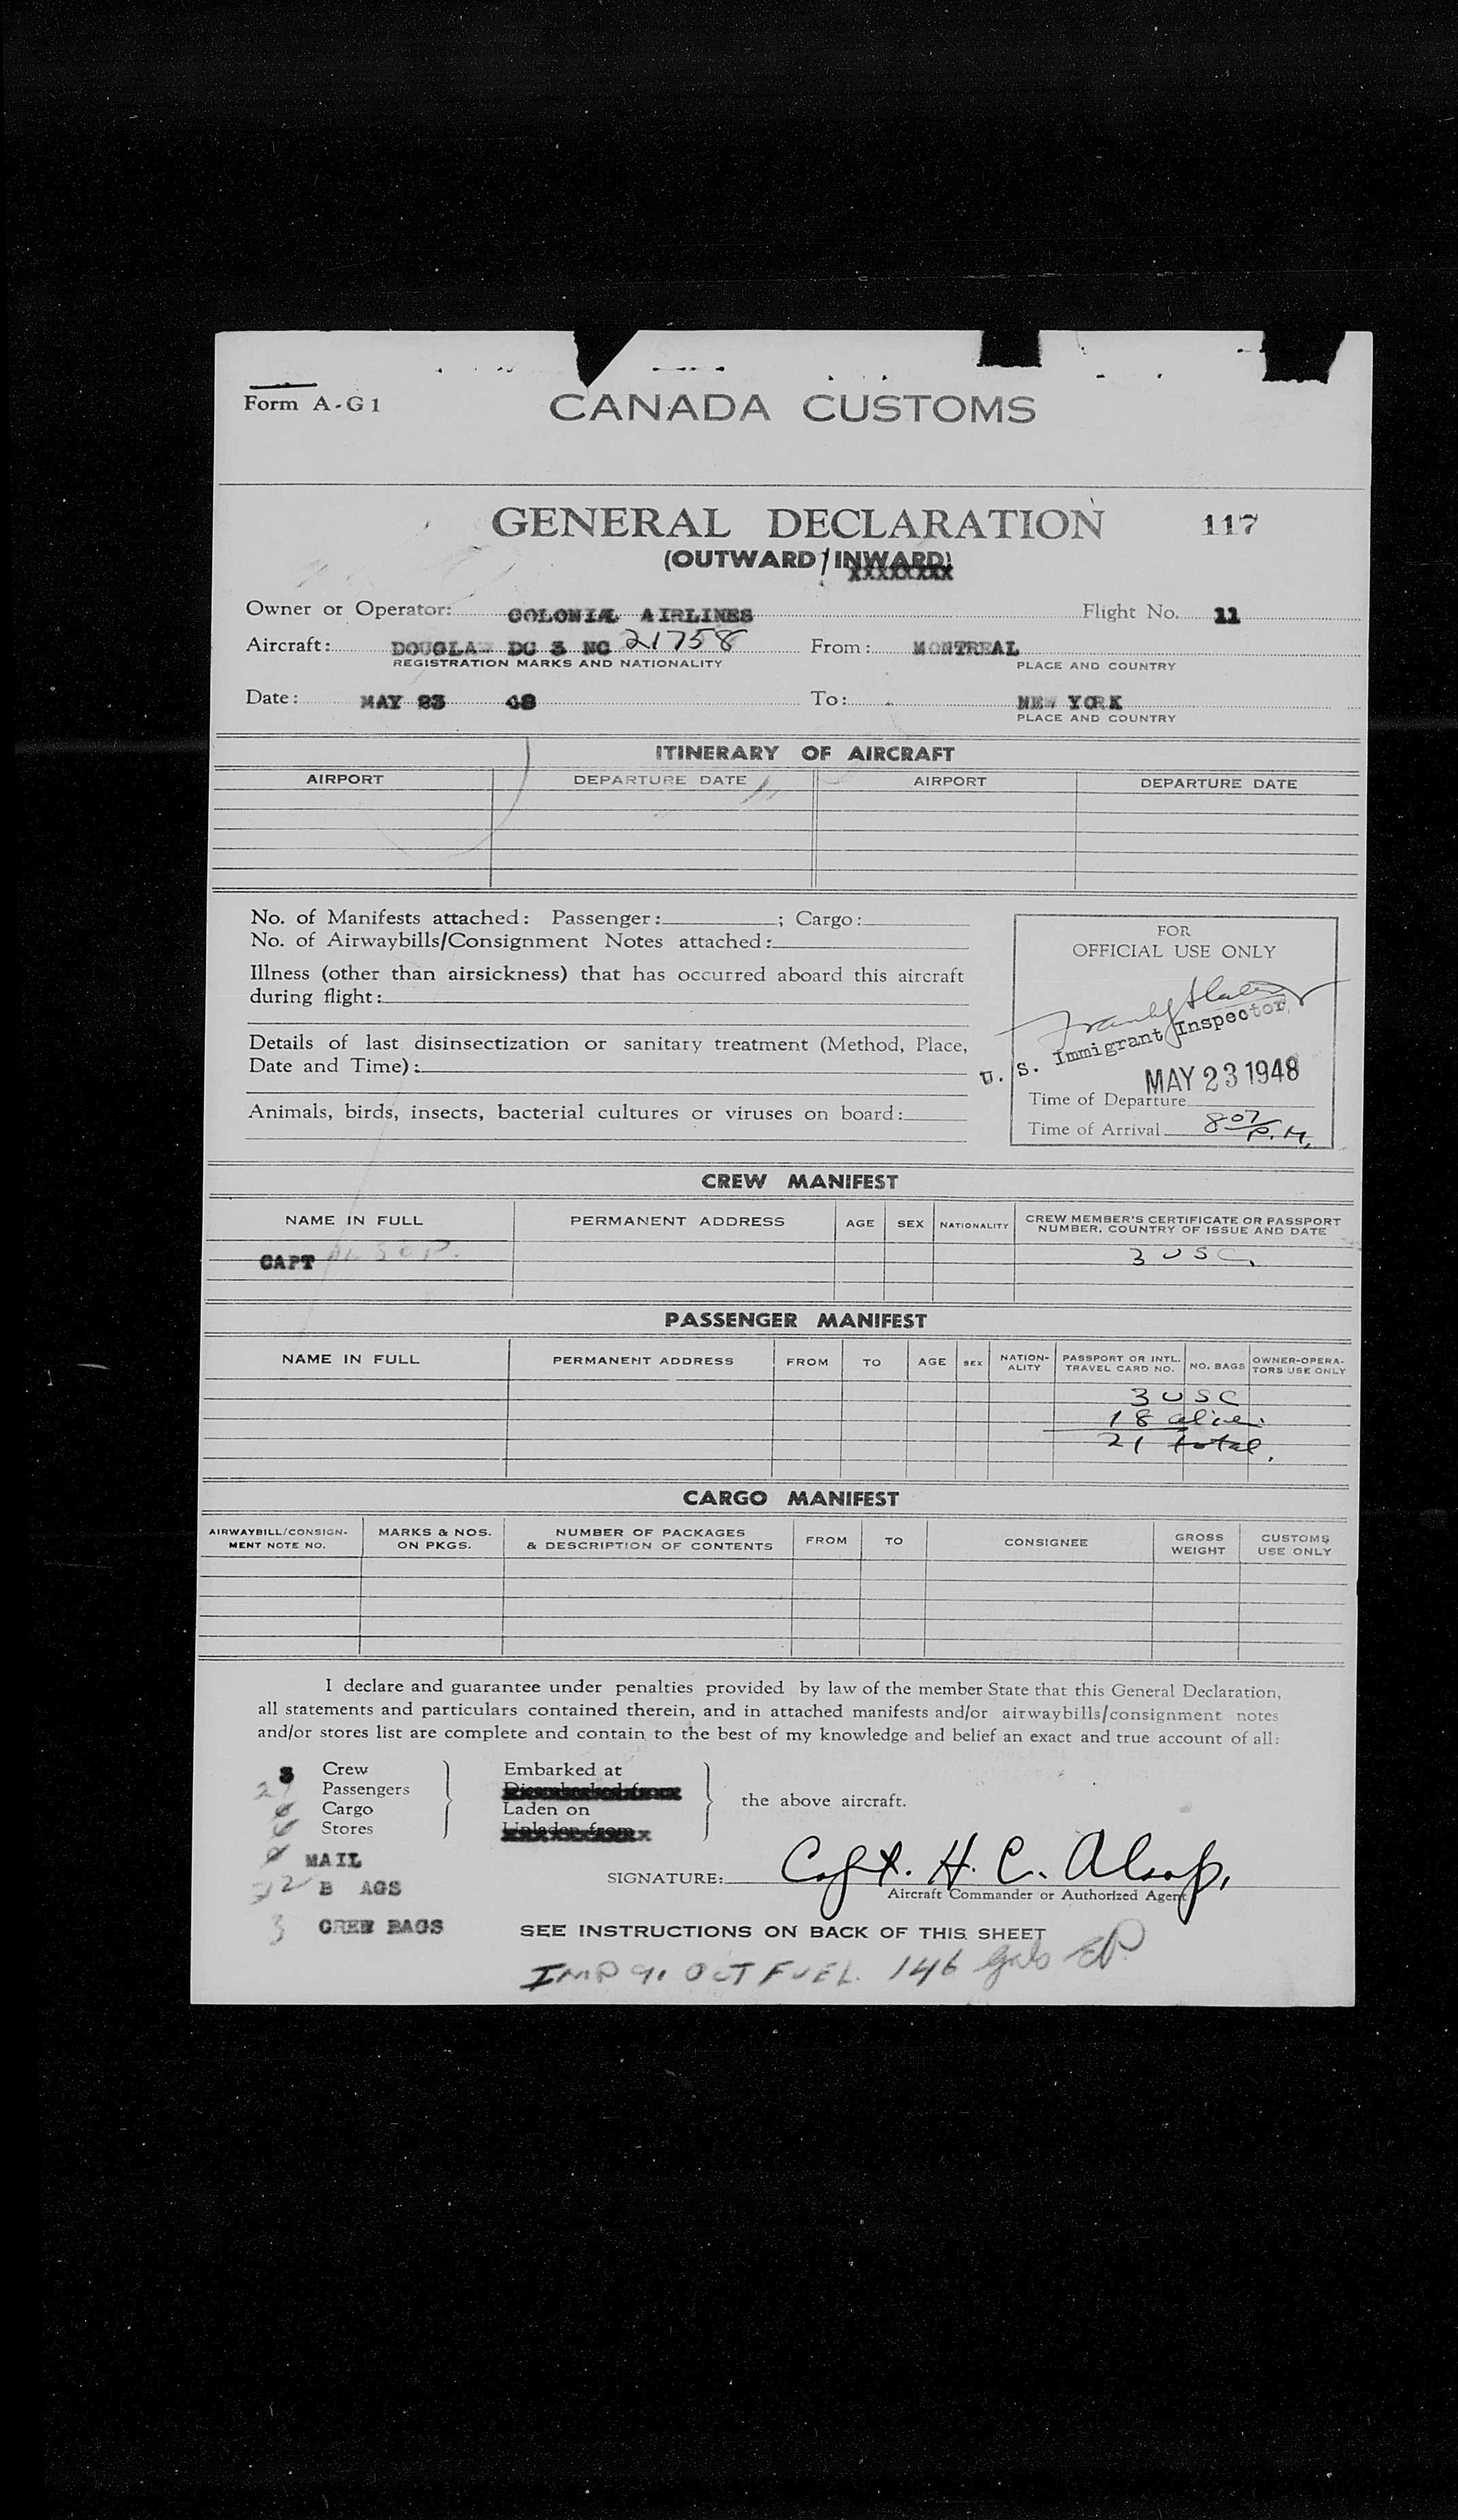 Form A-G1
CANADA CUSTOMS
GENERAL DECLARATION 117
(OUTWARD / INWARD)
XXXXXXXX
Owner or Operator: COLONIAL AIRLINES Flight No. 11
Aircraft: DOUGLAS DC 3 NC 21758 From: MONTREAL
REGISTRATION MARKS AND NATIONALITY PLACE AND COUNTRY
Date: MAY 23 48 To: NEW YORK
PLACE AND COUNTRY
ITINERARY OF AIRCRAFT
AIRPORT DEPARTURE DATE AIRPORT DEPARTURE DATE
No. of Manifests attached: Passenger: ; Cargo:
No. of Airwaybills/Consignment Notes attached:
Illness (other than airsickness) that has occurred aboard this aircraft
during flight:
Details of last disinsectization or sanitary treatment (Method, Place,
Date and Time):
Animals, birds, insects, bacterial cultures or viruses on board:
FOR
OFFICIAL USE ONLY
U. S. Immigrant Inspector
MAY 23 1948
Time of Departure
Time of Arrival 8 07 P.M.
CREW MANIFEST
NAME IN FULL PERMANENT ADDRESS AGE SEX NATIONALITY CREW MEMBER'S CERTIFICATE OR PASSPORT
NUMBER, COUNTRY OF ISSUE AND DATE
CAPT ALSOP. 3 USC.
PASSENGER MANIFEST
NAME IN FULL PERMANENT ADDRESS FROM TO AGE SEX NATION-
ALITY PASSPORT OR INTL.
TRAVEL CARD NO. NO. BAGS OWNER-OPERA-
TORS USE ONLY
3 USC
18 alien
21 total.
CARGO MANIFEST
AIRWAYBILL/CONSIGN-
MENT NOTE NO. MARKS & NOS.
ON PKGS. NUMBER OF PACKAGES
& DESCRIPTION OF CONTENTS FROM TO CONSIGNEE GROSS
WEIGHT CUSTOMS
USE ONLY
I declare and guarantee under penalties provided by law of the member State that this General Declaration,
all statements and particulars contained therein, and in attached manifests and/or airwaybills/consignment notes
and/or stores list are complete and contain to the best of my knowledge and belief an exact and true account of all:
3 Crew Embarked at
21 Passengers Disembarked from
Cargo Laden on the above aircraft.
Stores Unladen from
MAIL
22 B AGS
3 CREW BAGS
SIGNATURE: Capt. H. C. Alsop,
Aircraft Commander or Authorized Agent
SEE INSTRUCTIONS ON BACK OF THIS SHEET
IMP 91 OCT FUEL. 146 gals